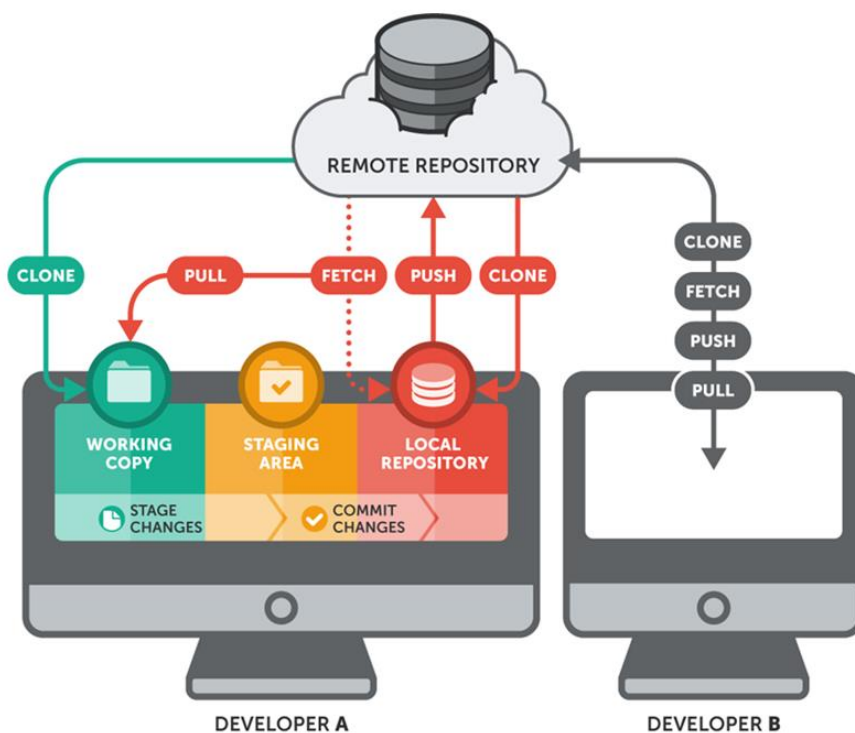 REMOTE REPOSITORY
CLONE
PULL
FETCH
PUSH
CLONE
CLONE
FETCH
PUSH
PULL
WORKING
COPY
STAGING
AREA
LOCAL
REPOSITORY
STAGE
CHANGES
COMMIT
CHANGES
DEVELOPER A
DEVELOPER B